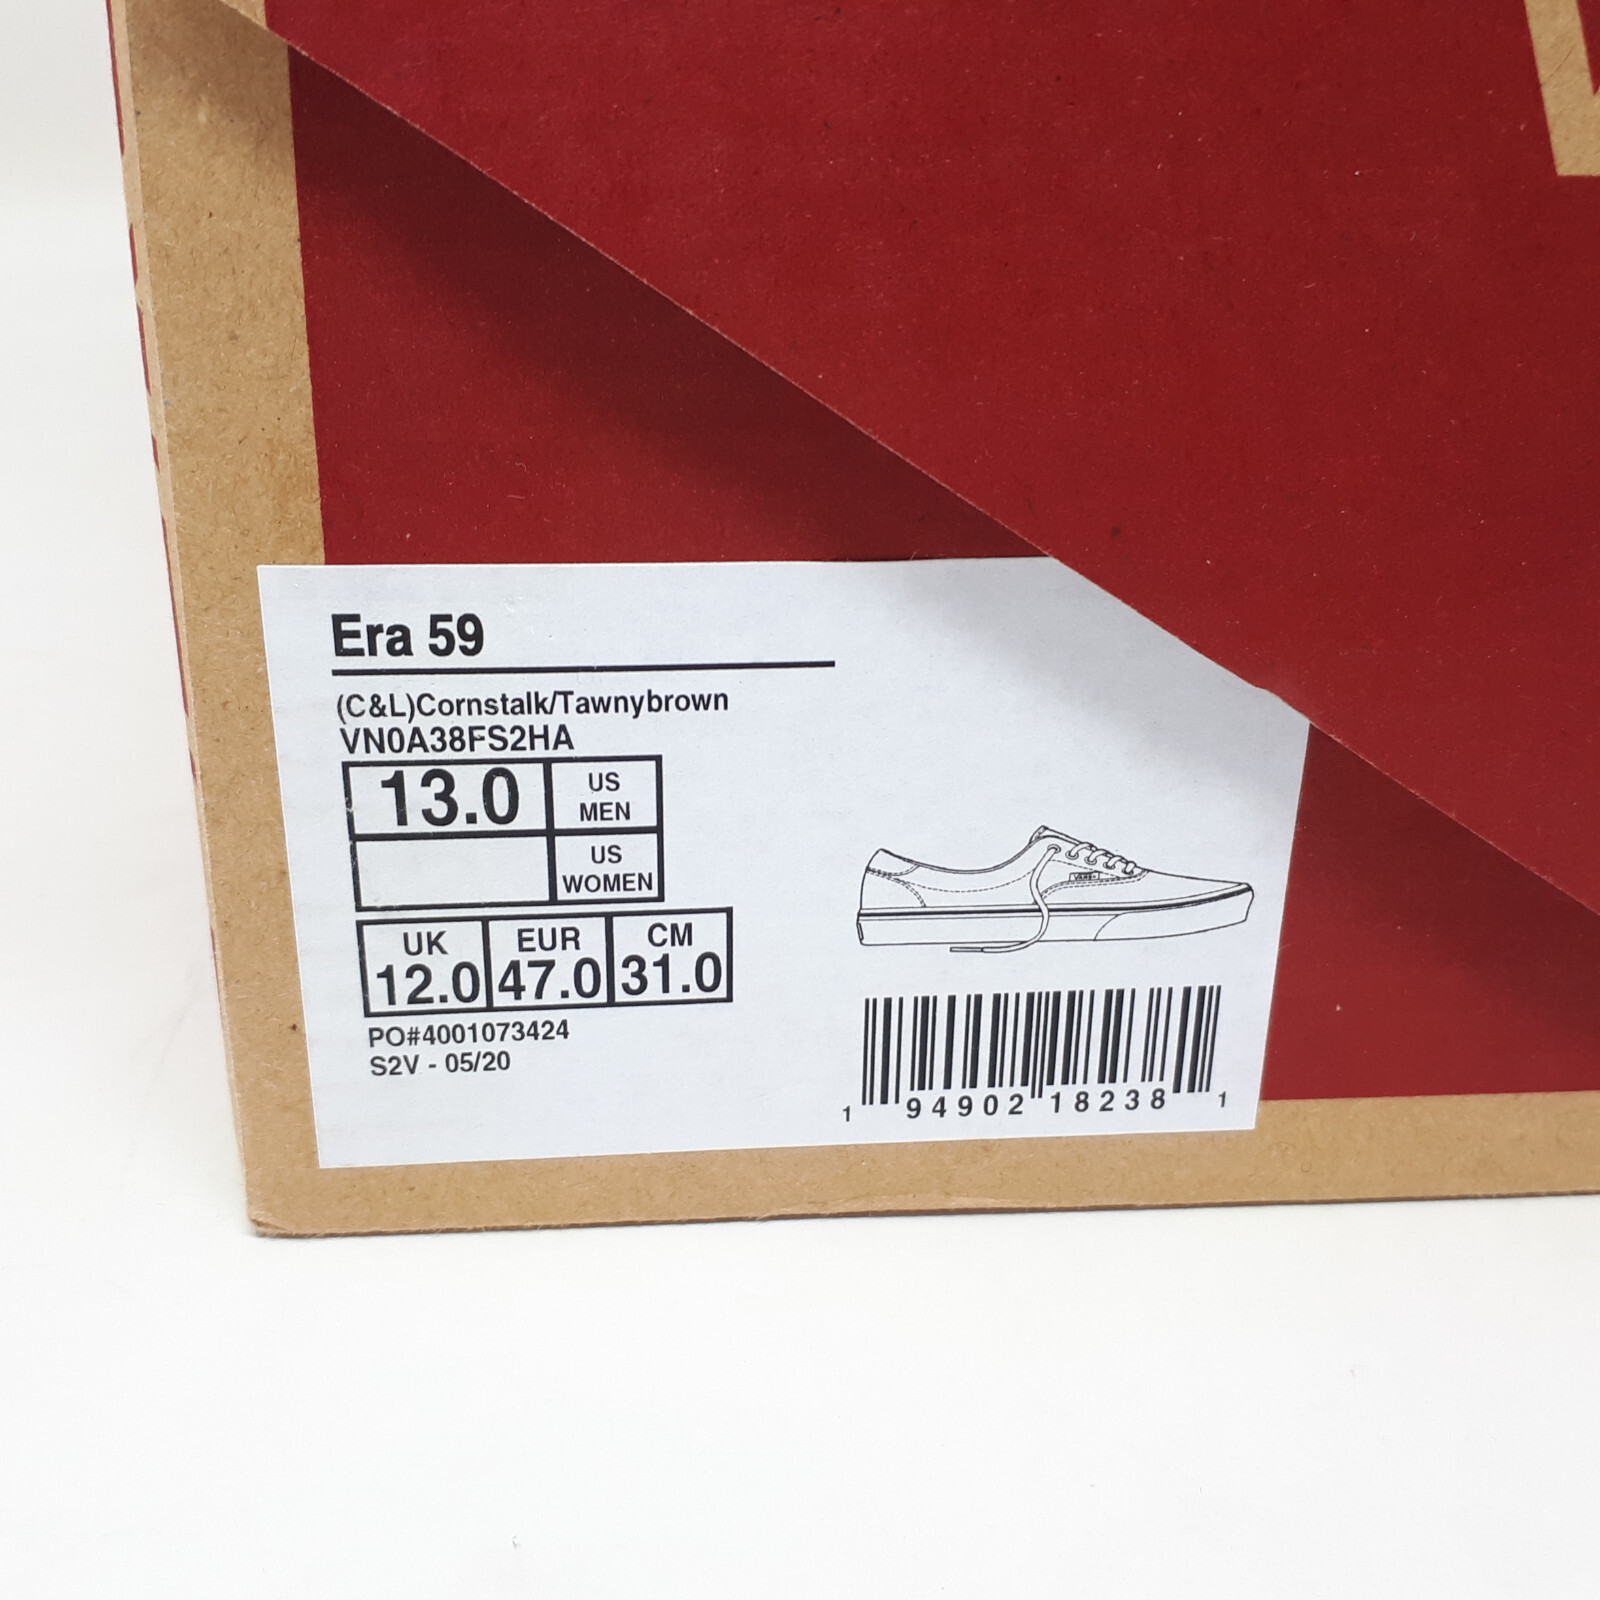 Era 59
(C&L)Cornstalk/Tawnybrown
VN0A38FS2HA
13.0 US MEN
US WOMEN
UK EUR CM
12.0 47.0 31.0
PO#4001073424
S2V - 05/20
VANS
1 94902 18238 1